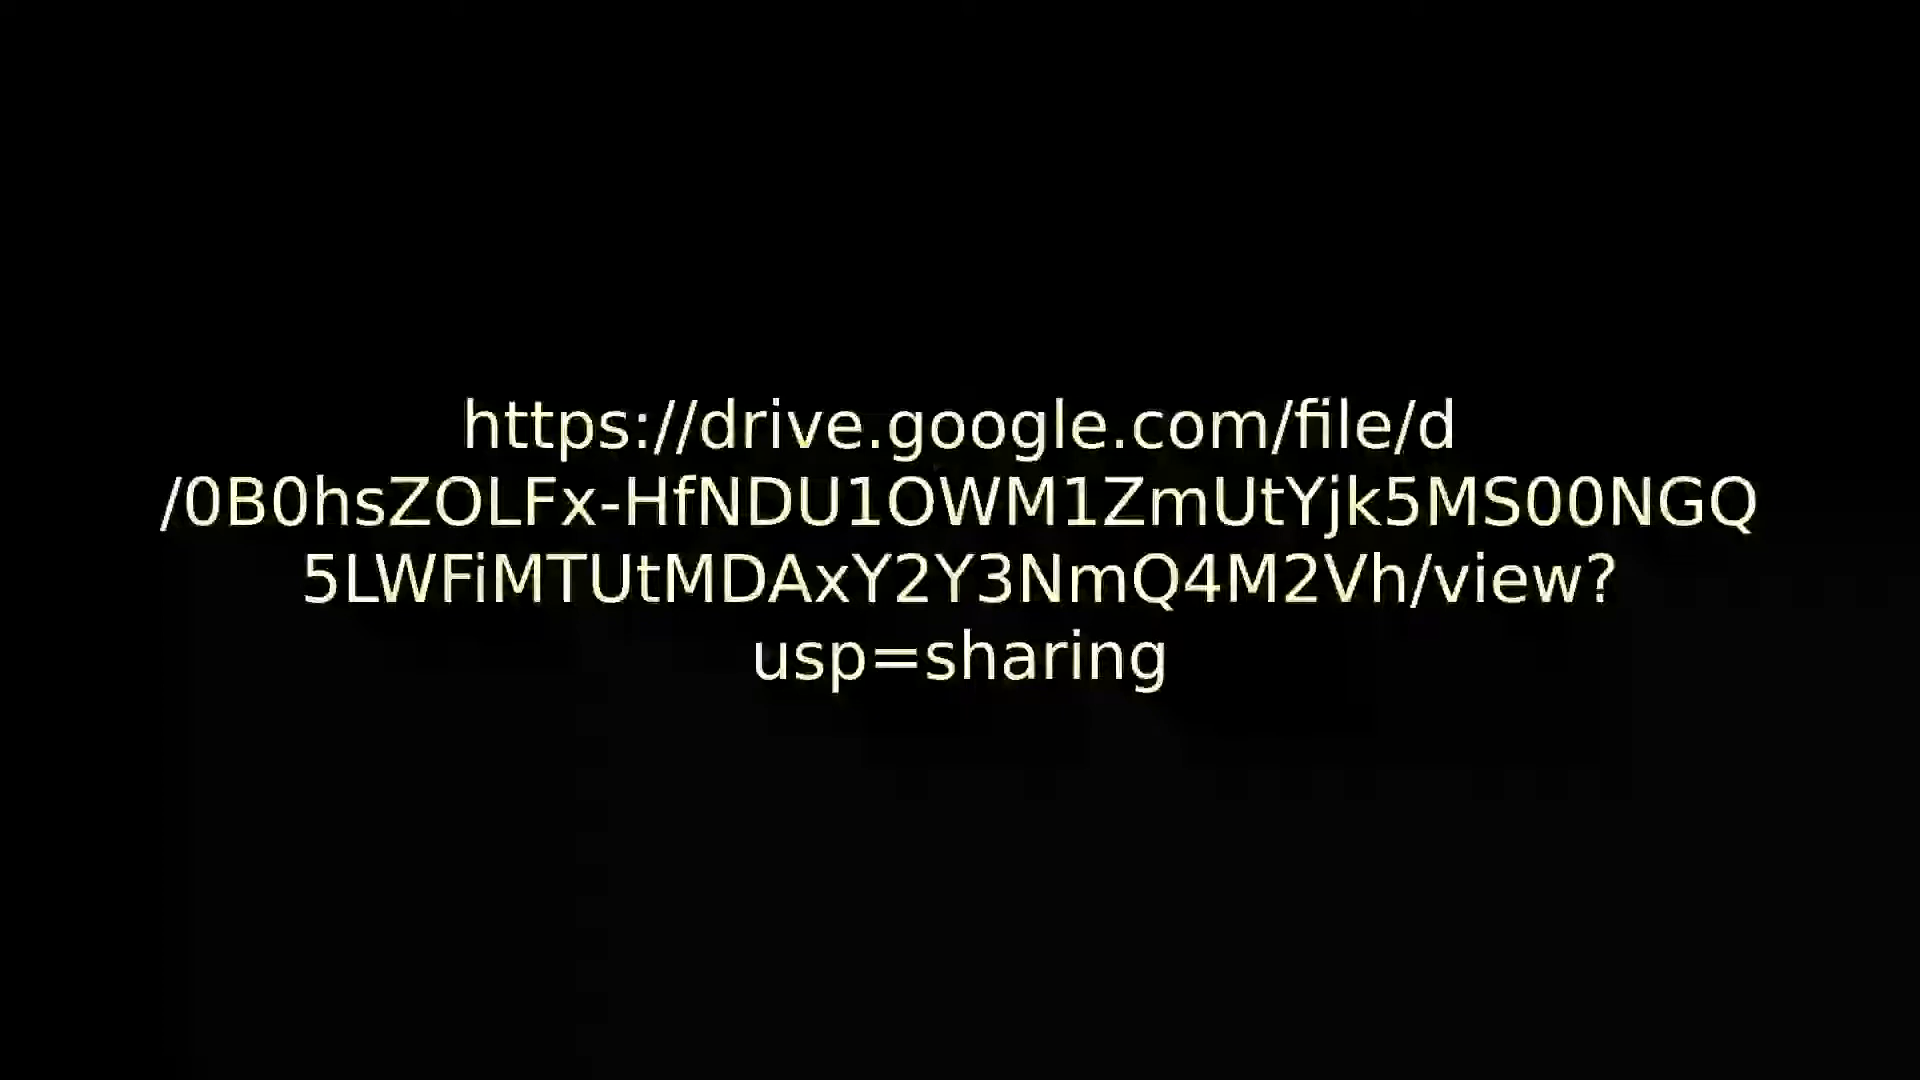 https://drive.google.com/file/d
/0B0hsZOLFx-HfNDU1OWM1ZmUtYjk5MS00NGQ
5LWFiMTUtMDAxY2Y3NmQ4M2Vh/view?
usp=sharing